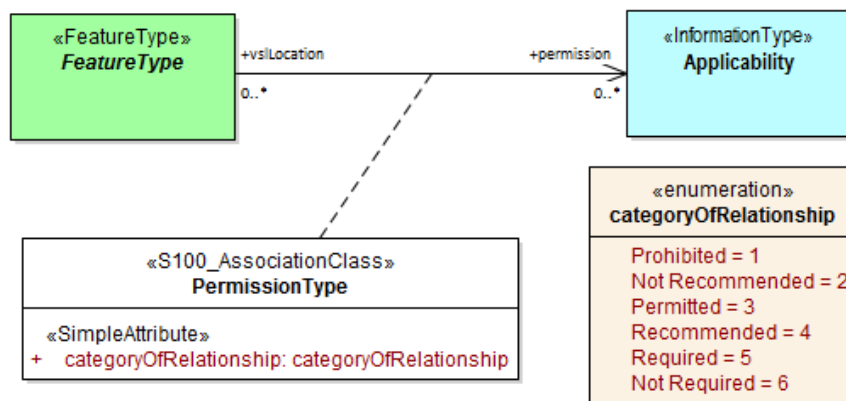 «FeatureType»
FeatureType
+vslLocation
0..*
+permission
0..*
«InformationType»
Applicability
«S100_AssociationClass»
PermissionType
«SimpleAttribute»
+ categoryOfRelationship: categoryOfRelationship
«enumeration»
categoryOfRelationship
Prohibited = 1
Not Recommended = 2
Permitted = 3
Recommended = 4
Required = 5
Not Required = 6